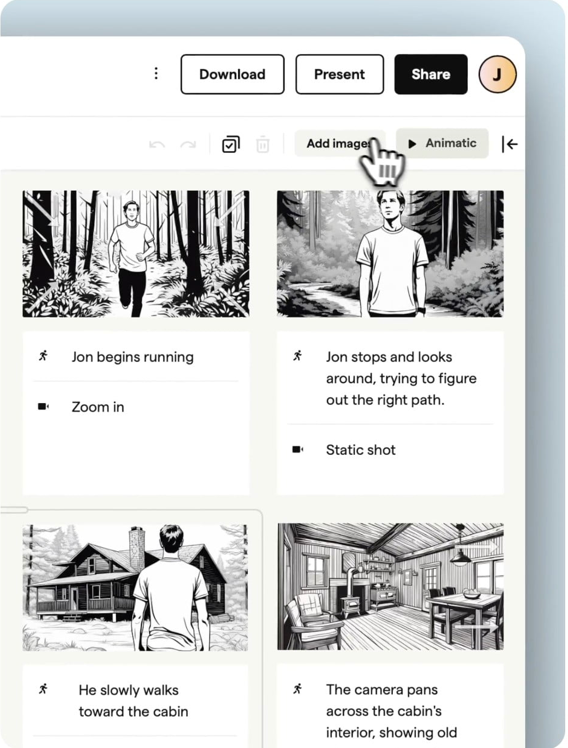 Download
Present
Share
J
Add images
Animatic
Jon begins running
Zoom in
Jon stops and looks
around, trying to figure
out the right path.
Static shot
He slowly walks
toward the cabin
The camera pans
across the cabin's
interior, showing old